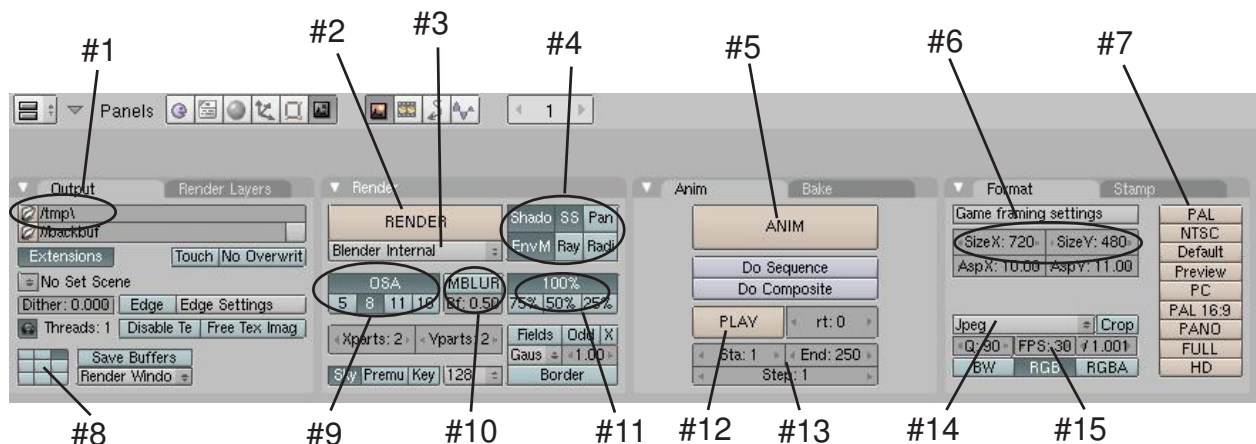 #1
#2
#3
#4
#5
#6
#7
Panels
1
Output
Render Layers
/tmp\
//backbuf
Extensions
Touch
No Overwrit
No Set Scene
Dither: 0.000
Edge
Edge Settings
Threads: 1
Disable Te
Free Tex Imag
Save Buffers
Render Windo
Render
RENDER
Blender Internal
Shado
SS
Pan
EnvM
Ray
Radi
OSA
MBLUR
100%
5
8
11
16
Bf: 0.50
75%
50%
25%
Xparts: 2
Yparts: 2
Fields
Odd
X
Gaus
1.00
Sky
Premu
Key
128
Border
Anim
Bake
ANIM
Do Sequence
Do Composite
PLAY
rt: 0
Sta: 1
End: 250
Step: 1
Format
Stamp
Game framing settings
SizeX: 720
SizeY: 480
AspX: 10.00
AspY: 11.00
Jpeg
Crop
Q: 90
FPS: 30
/ 1.001
BW
RGB
RGBA
PAL
NTSC
Default
Preview
PC
PAL 16:9
PANO
FULL
HD
#8
#9
#10
#11
#12
#13
#14
#15